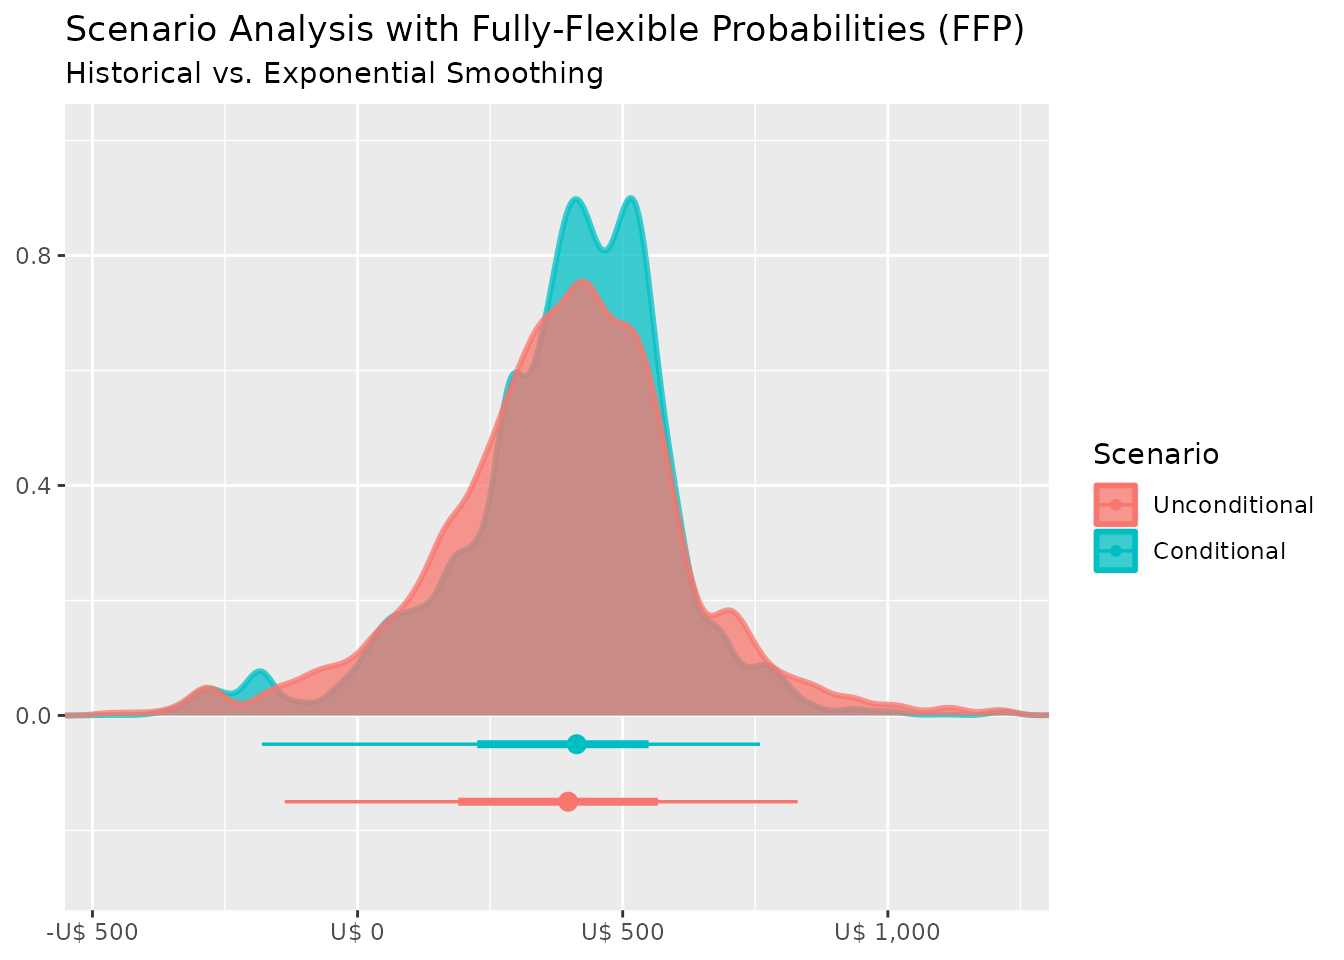 Scenario Analysis with Fully-Flexible Probabilities (FFP)
Historical vs. Exponential Smoothing
0.8
0.4
0.0
-U$ 500
U$ 0
U$ 500
U$ 1,000
Scenario
Unconditional
Conditional